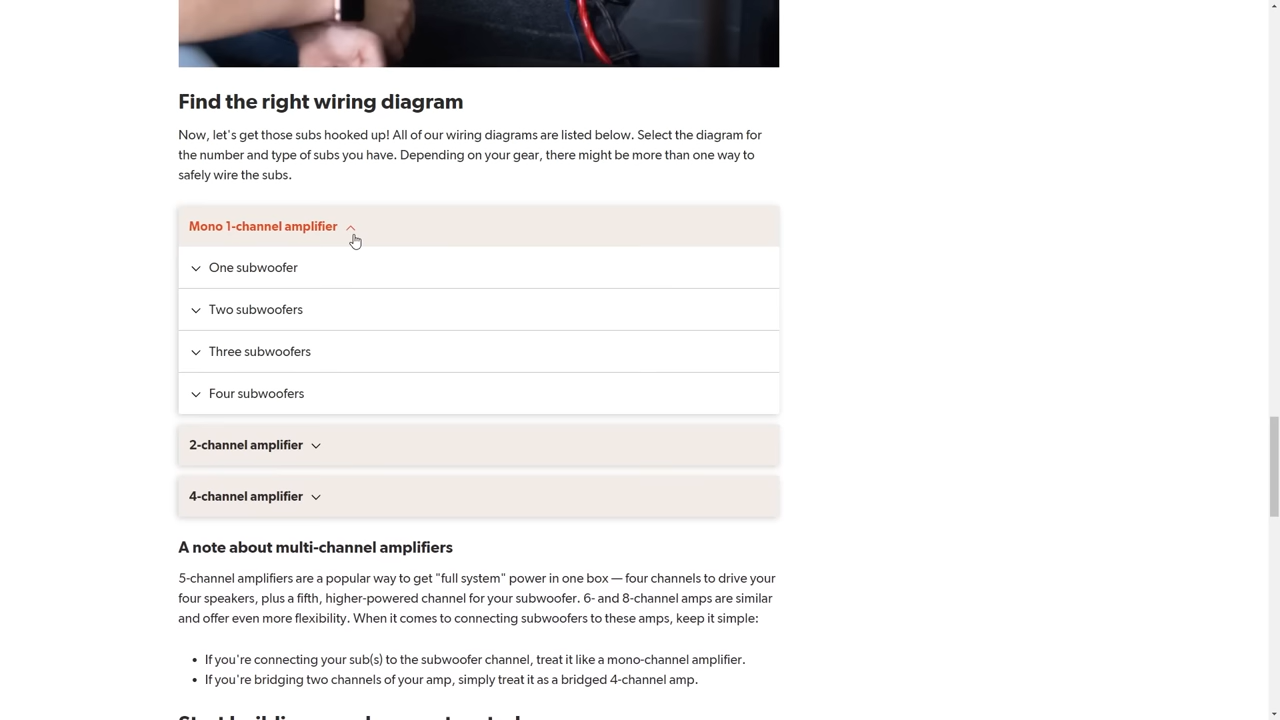 Find the right wiring diagram
Now, let's get those subs hooked up! All of our wiring diagrams are listed below. Select the diagram for
the number and type of subs you have. Depending on your gear, there might be more than one way to
safely wire the subs.
Mono 1-channel amplifier
One subwoofer
Two subwoofers
Three subwoofers
Four subwoofers
2-channel amplifier
4-channel amplifier
A note about multi-channel amplifiers
5-channel amplifiers are a popular way to get "full system" power in one box — four channels to drive your
four speakers, plus a fifth, higher-powered channel for your subwoofer. 6- and 8-channel amps are similar
and offer even more flexibility. When it comes to connecting subwoofers to these amps, keep it simple:
• If you're connecting your sub(s) to the subwoofer channel, treat it like a mono-channel amplifier.
• If you're bridging two channels of your amp, simply treat it as a bridged 4-channel amp.